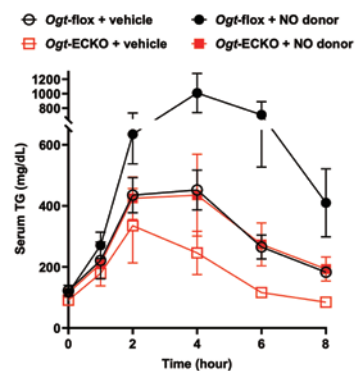 Ogt-flox + vehicle Ogt-flox + NO donor
Ogt-ECKO + vehicle Ogt-ECKO + NO donor
1200
1000
800
600
400
200
0
Serum TG (mg/dL)
0 2 4 6 8
Time (hour)